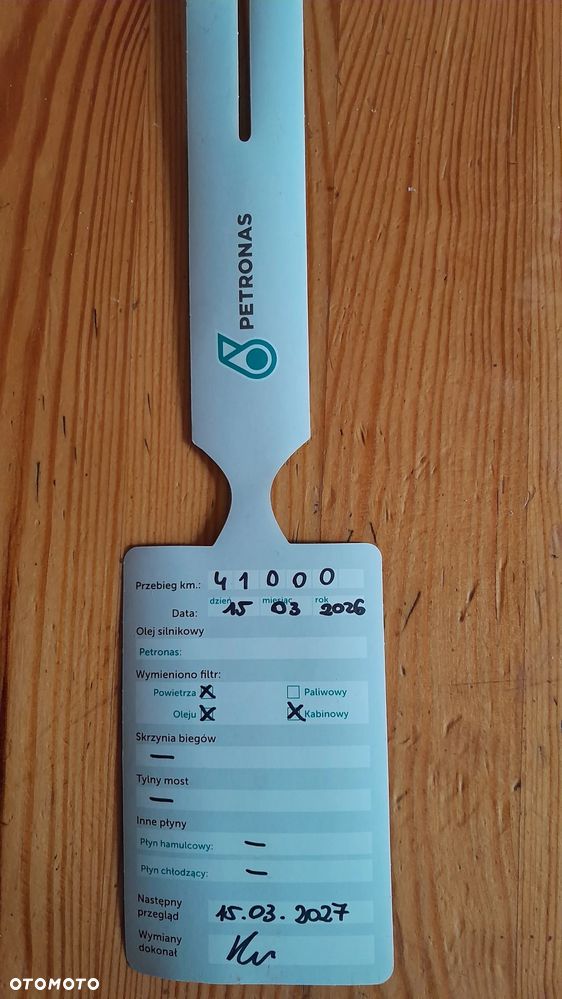 PETRONAS
Przebieg km.: 41000
dzień miesiąc rok
Data: 15 03 2026
Olej silnikowy
Petronas:
Wymieniono filtr:
Powietrza X Paliwowy
Oleju X X Kabinowy
Skrzynia biegów
—
Tylny most
—
Inne płyny
Płyn hamulcowy: —
Płyn chłodzący: —
Następny
przegląd 15.03.2027
Wymiany
dokonał
OTOMOTO